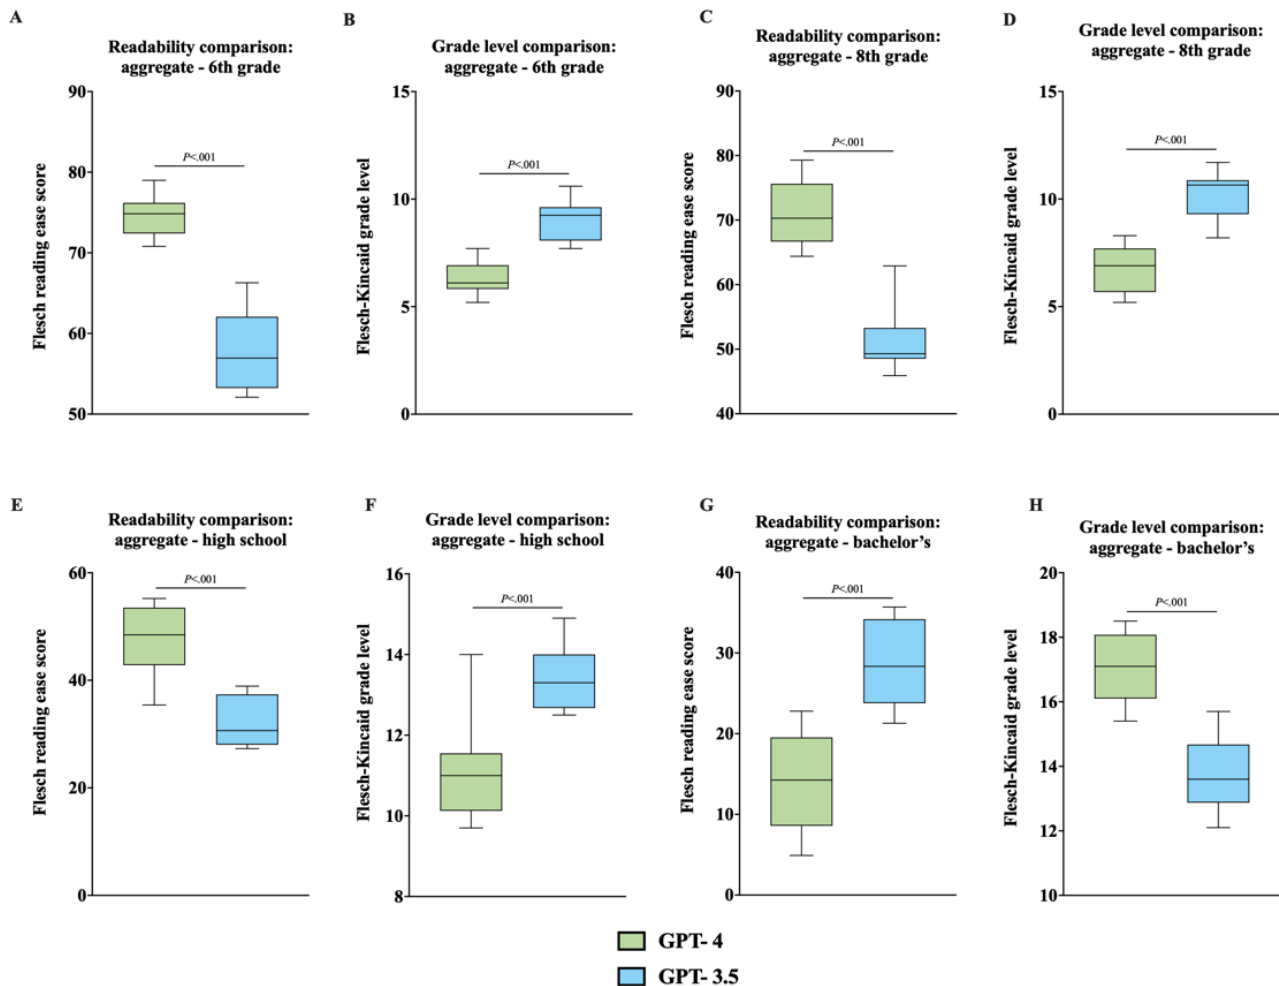 A
Readability comparison:
aggregate - 6th grade
90
80
70
60
50
Flesch reading ease score
P<.001
B
Grade level comparison:
aggregate - 6th grade
15
10
5
0
Flesch-Kincaid grade level
P<.001
C
Readability comparison:
aggregate - 8th grade
90
80
70
60
50
40
Flesch reading ease score
P<.001
D
Grade level comparison:
aggregate - 8th grade
15
10
5
0
Flesch-Kincaid grade level
P<.001
E
Readability comparison:
aggregate - high school
60
40
20
0
Flesch reading ease score
P<.001
F
Grade level comparison:
aggregate - high school
16
14
12
10
8
Flesch-Kincaid grade level
P<.001
G
Readability comparison:
aggregate - bachelor’s
40
30
20
10
0
Flesch reading ease score
P<.001
H
Grade level comparison:
aggregate - bachelor’s
20
18
16
14
12
10
Flesch-Kincaid grade level
P<.001
GPT- 4
GPT- 3.5